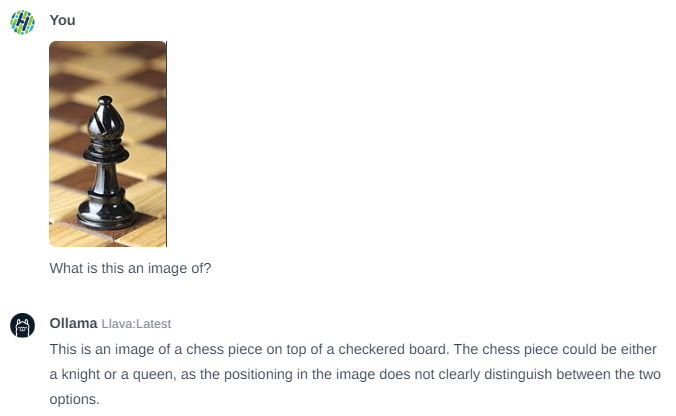 You
What is this an image of?
Ollama Llava:Latest
This is an image of a chess piece on top of a checkered board. The chess piece could be either
a knight or a queen, as the positioning in the image does not clearly distinguish between the two
options.